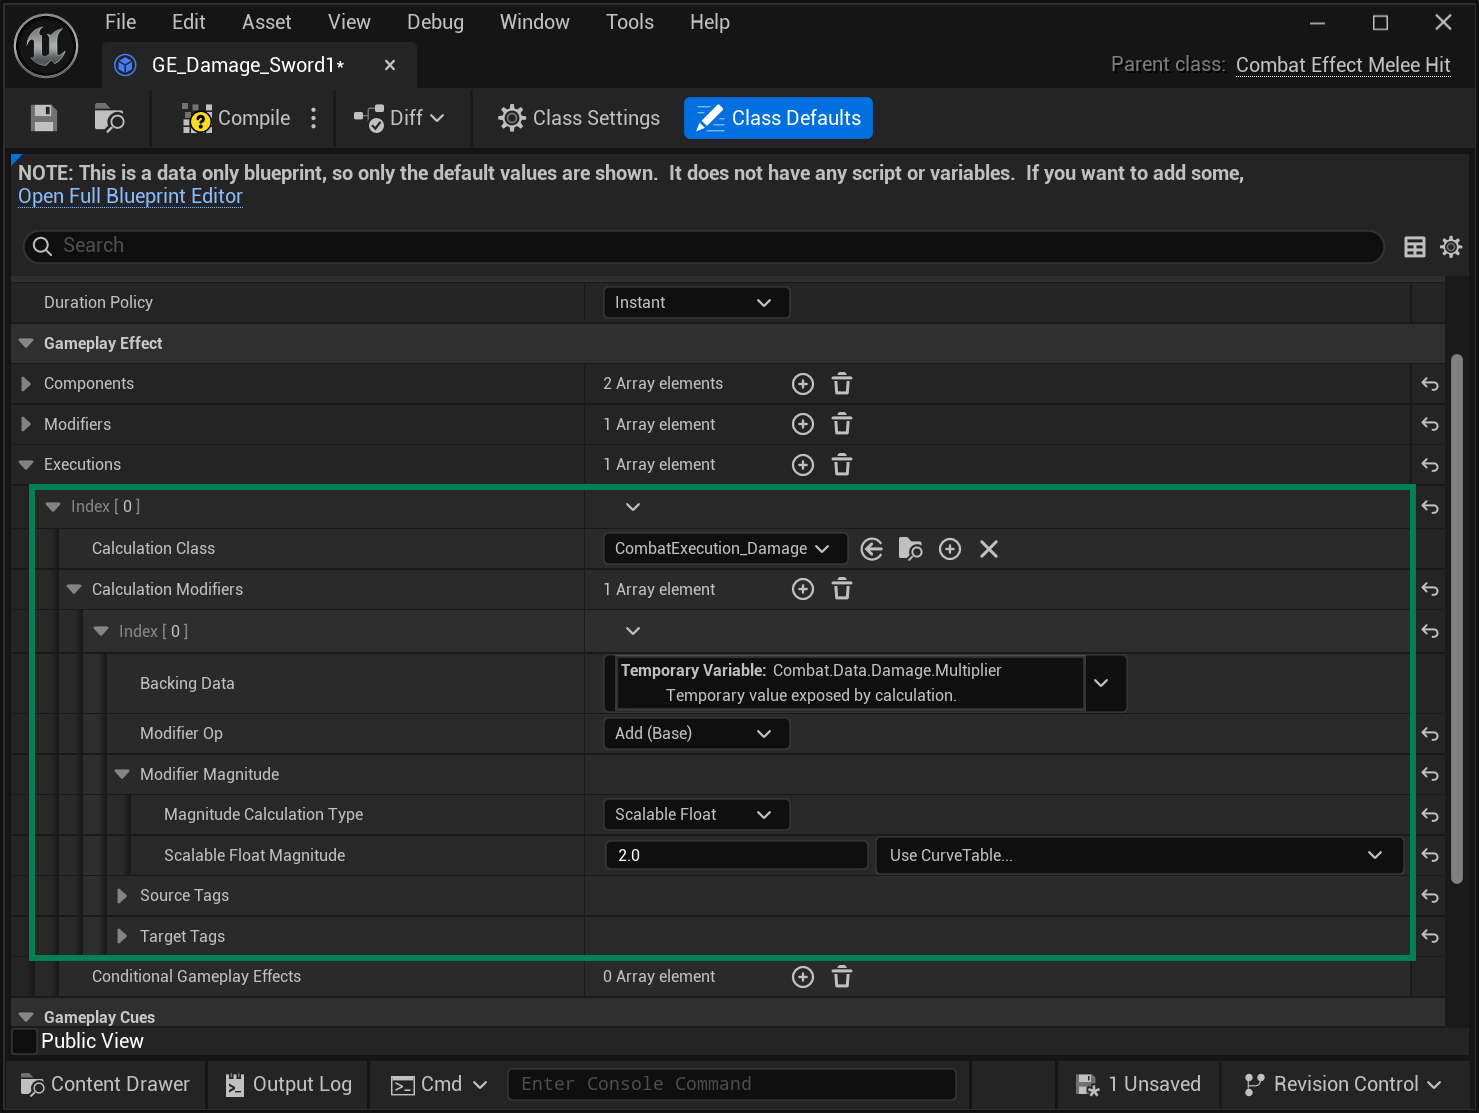 File Edit Asset View Debug Window Tools Help
GE_Damage_Sword1*
Parent class: Combat Effect Melee Hit
Compile Diff Class Settings Class Defaults
NOTE: This is a data only blueprint, so only the default values are shown. It does not have any script or variables. If you want to add some,
Open Full Blueprint Editor
Search
Duration Policy Instant
Gameplay Effect
Components 2 Array elements
Modifiers 1 Array element
Executions 1 Array element
Index [ 0 ]
Calculation Class CombatExecution_Damage
Calculation Modifiers 1 Array element
Index [ 0 ]
Backing Data Temporary Variable: Combat.Data.Damage.Multiplier
Temporary value exposed by calculation.
Modifier Op Add (Base)
Modifier Magnitude
Magnitude Calculation Type Scalable Float
Scalable Float Magnitude 2.0 Use CurveTable...
Source Tags
Target Tags
Conditional Gameplay Effects 0 Array element
Gameplay Cues
Public View
Content Drawer Output Log Cmd Enter Console Command 1 Unsaved Revision Control